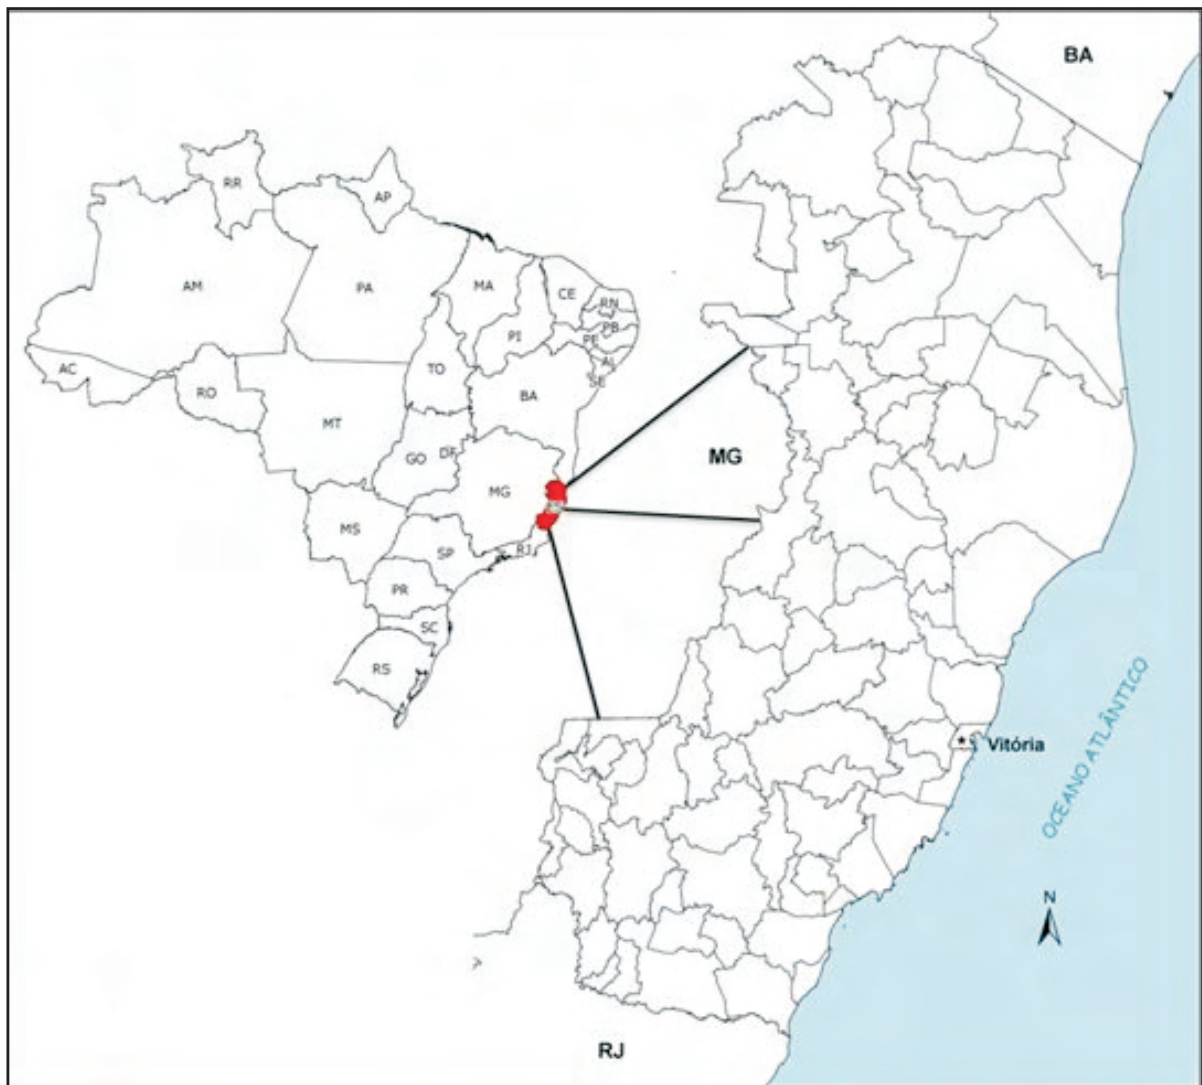 BA
RR
AP
AM
PA
MA
CE
RN
PB
PE
PI
AL
SE
AC
RO
TO
BA
MT
GO
DF
MG
MG
MS
SP
RJ
PR
SC
RS
Vitória
OCEANO ATLÂNTICO
N
RJ